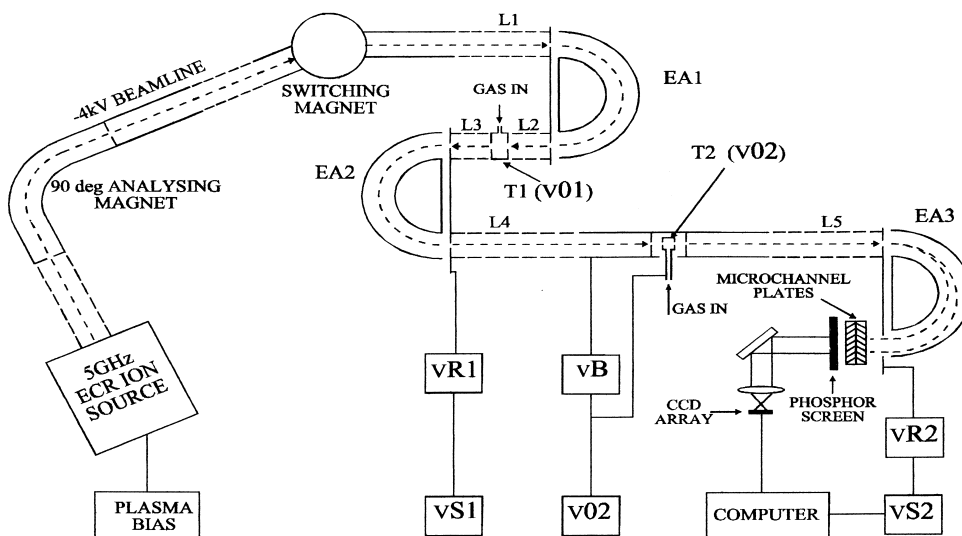 L1
EA1
-4kV BEAMLINE
SWITCHING
MAGNET
GAS IN
L3
L2
EA2
T1 (V01)
T2 (V02)
90 deg ANALYSING
MAGNET
L4
L5
EA3
GAS IN
MICROCHANNEL
PLATES
5GHz
ECR ION
SOURCE
VR1
VB
CCD
ARRAY
PHOSPHOR
SCREEN
VR2
PLASMA
BIAS
VS1
V02
COMPUTER
VS2